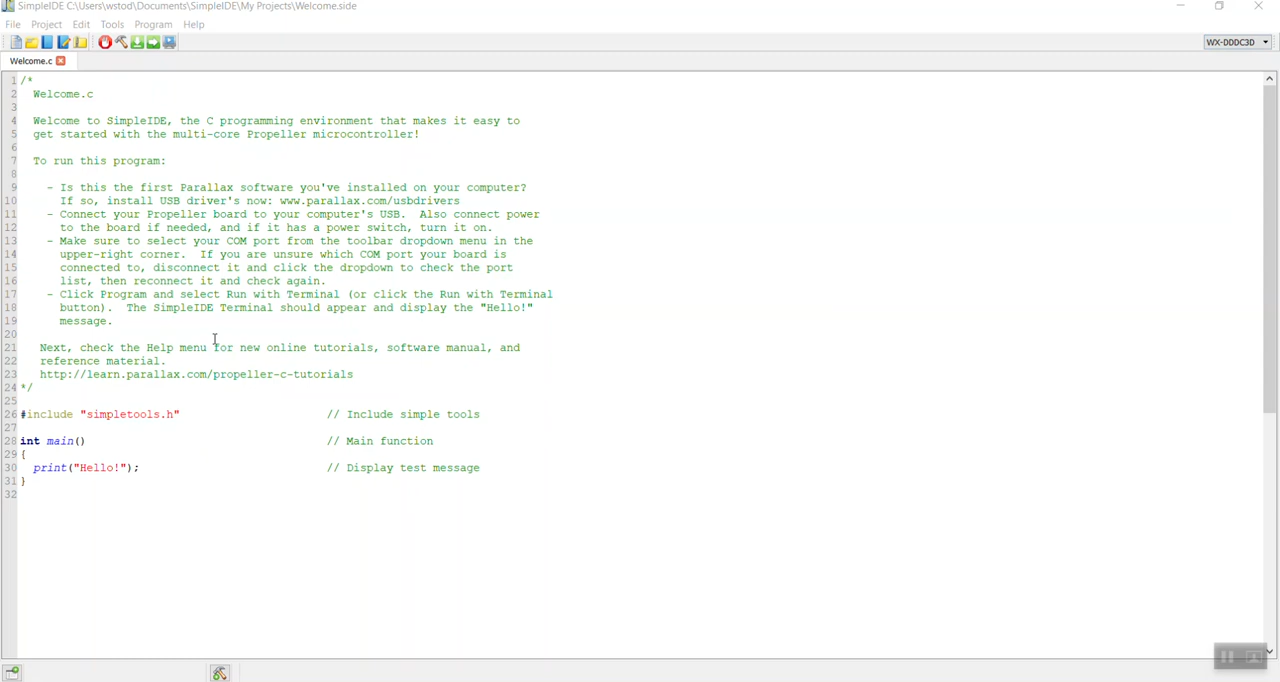 SimpleIDE C:\Users\wstod\Documents\SimpleIDE\My Projects\Welcome.side
File Project Edit Tools Program Help
WX-DDDC3D
Welcome.c
1 /*
2 Welcome.c
3
4 Welcome to SimpleIDE, the C programming environment that makes it easy to
5 get started with the multi-core Propeller microcontroller!
6
7 To run this program:
8
9 - Is this the first Parallax software you've installed on your computer?
10 If so, install USB driver's now: www.parallax.com/usbdrivers
11 - Connect your Propeller board to your computer's USB. Also connect power
12 to the board if needed, and if it has a power switch, turn it on.
13 - Make sure to select your COM port from the toolbar dropdown menu in the
14 upper-right corner. If you are unsure which COM port your board is
15 connected to, disconnect it and click the dropdown to check the port
16 list, then reconnect it and check again.
17 - Click Program and select Run with Terminal (or click the Run with Terminal
18 button). The SimpleIDE Terminal should appear and display the "Hello!"
19 message.
20
21 Next, check the Help menu for new online tutorials, software manual, and
22 reference material.
23 http://learn.parallax.com/propeller-c-tutorials
24 */
25
26 #include "simpletools.h" // Include simple tools
27
28 int main() // Main function
29 {
30 print("Hello!"); // Display test message
31 }
32